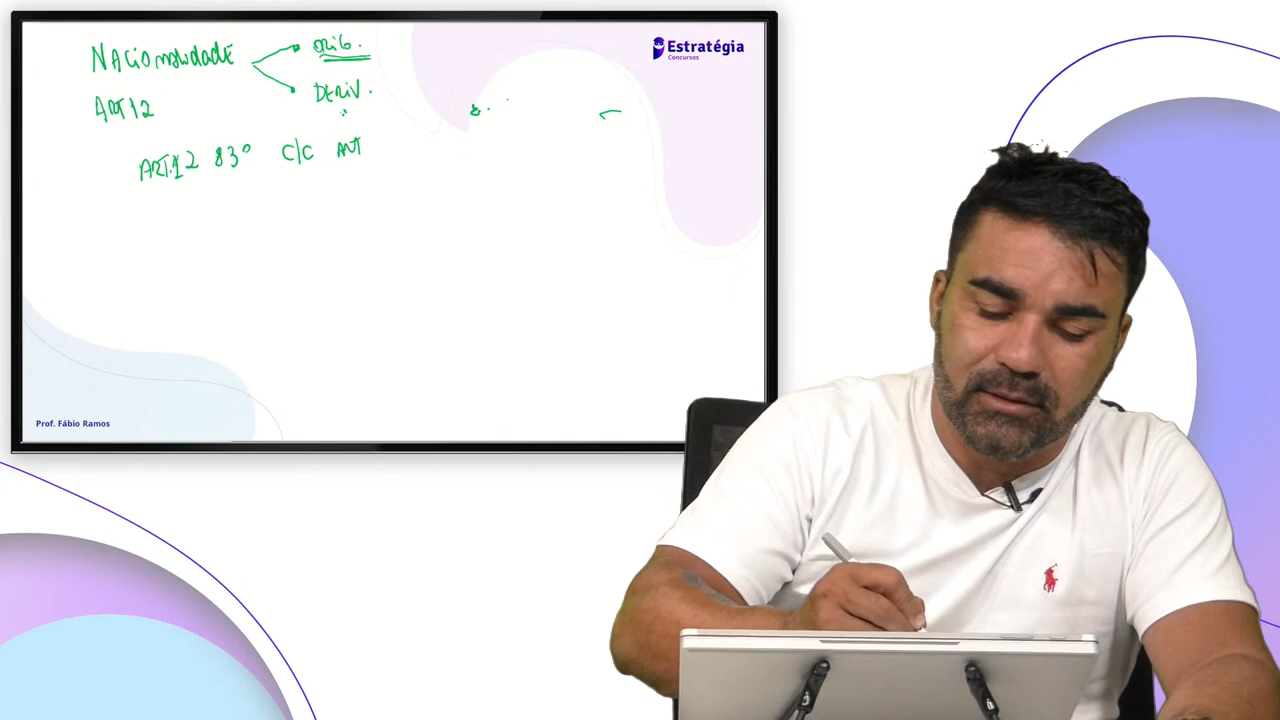 NACIONALIDADE
ORIG.
ART 12
DERIV.
ART.12 §3º C/C ART
Estratégia
Concursos
Prof. Fábio Ramos